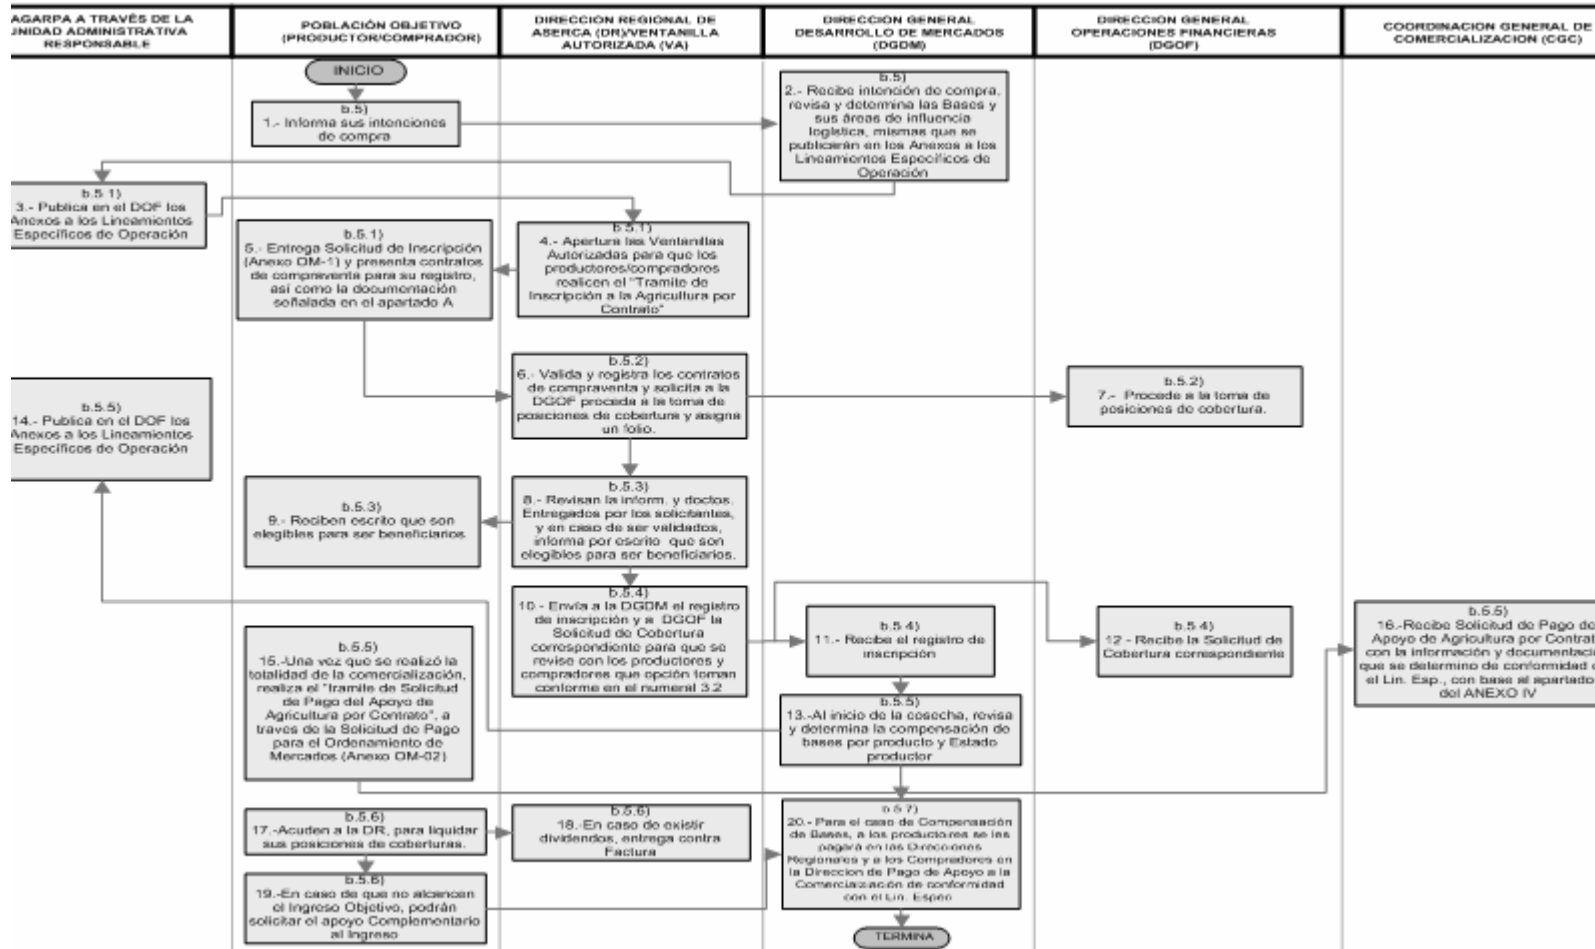 AGARPA A TRAVÉS DE LA
UNIDAD ADMINISTRATIVA
RESPONSABLE
POBLACIÓN OBJETIVO
(PRODUCTOR/COMPRADOR)
DIRECCION REGIONAL DE
ASERCA (DR)/VENTANILLA
AUTORIZADA (VA)
DIRECCIÓN GENERAL
DESARROLLO DE MERCADOS
(DGDM)
DIRECCIÓN GENERAL
OPERACIONES FINANCIERAS
(DGOF)
COORDINACION GENERAL DE
COMERCIALIZACION (CGC)
INICIO
b.5)
1.- Informa sus intenciones
de compra
b.5)
2.- Recibe intención de compra,
revisa y determina las Bases y
sus áreas de influencia
logística, mismas que se
publicarán en los Anexos a los
Lineamientos Específicos de
Operación
b.5.1)
3.- Publica en el DOF los
Anexos a los Lineamientos
Específicos de Operación
b.5.1)
4.- Apertura las Ventanillas
Autorizadas para que los
productores/compradores
realicen el "Tramite de
Inscripción a la Agricultura por
Contrato"
b.5.1)
5.- Entrega Solicitud de Inscripción
(Anexo OM-1) y presenta contratos
de compraventa para su registro,
así como la documentación
señalada en el apartado A
b.5.2)
6.- Valida y registra los contratos
de compraventa y solicita a la
DGOF proceda a la toma de
posiciones de cobertura y asigna
un folio.
b.5.2)
7.- Procede a la toma de
posiciones de cobertura.
b.5.5)
14.- Publica en el DOF los
Anexos a los Lineamientos
Específicos de Operación
b.5.3)
8.- Revisan la inform. y doctos.
Entregados por los solicitantes,
y en caso de ser validados,
informa por escrito que son
elegibles para ser beneficiarios.
b.5.3)
9.- Reciben escrito que son
elegibles para ser beneficiarios
b.5.4)
10 - Envía a la DGDM el registro
de inscripción y a DGOF la
Solicitud de Cobertura
correspondiente para que se
revise con los productores y
compradores que opción toman
conforme en el numeral 3.2
b.5.4)
11.- Recibe el registro de
inscripción
b.5.4)
12 - Recibe la Solicitud de
Cobertura correspondiente
b.5.5)
13.-Al inicio de la cosecha, revisa
y determina la compensación de
bases por producto y Estado
productor
b.5.5)
15.-Una vez que se realizó la
totalidad de la comercialización,
realiza el "tramite de Solicitud
de Pago del Apoyo de
Agricultura por Contrato", a
traves de la Solicitud de Pago
para el Ordenamiento de
Mercados (Anexo OM-02)
b.5.5)
16.-Recibe Solicitud de Pago de
Apoyo de Agricultura por Contrat
con la información y documentació
que se determino de conformidad
el Lin. Esp., con base al apartado
del ANEXO IV
b.5.6)
17.-Acuden a la DR, para liquidar
sus posiciones de coberturas.
b.5.6)
18.-En caso de existir
dividendos, entrega contra
Factura
b.5.6)
19.-En caso de que no alcancen
el Ingreso Objetivo, podrán
solicitar el apoyo Complementario
al Ingreso
b.5.7)
20.- Para el caso de Compensación
de Bases, a los productores se les
pagará en las Direcciones
Regionales y a los Compradores en
la Direccion de Pago de Apoyo a la
Comercialización de conformidad
con el Lin. Espec
TERMINA